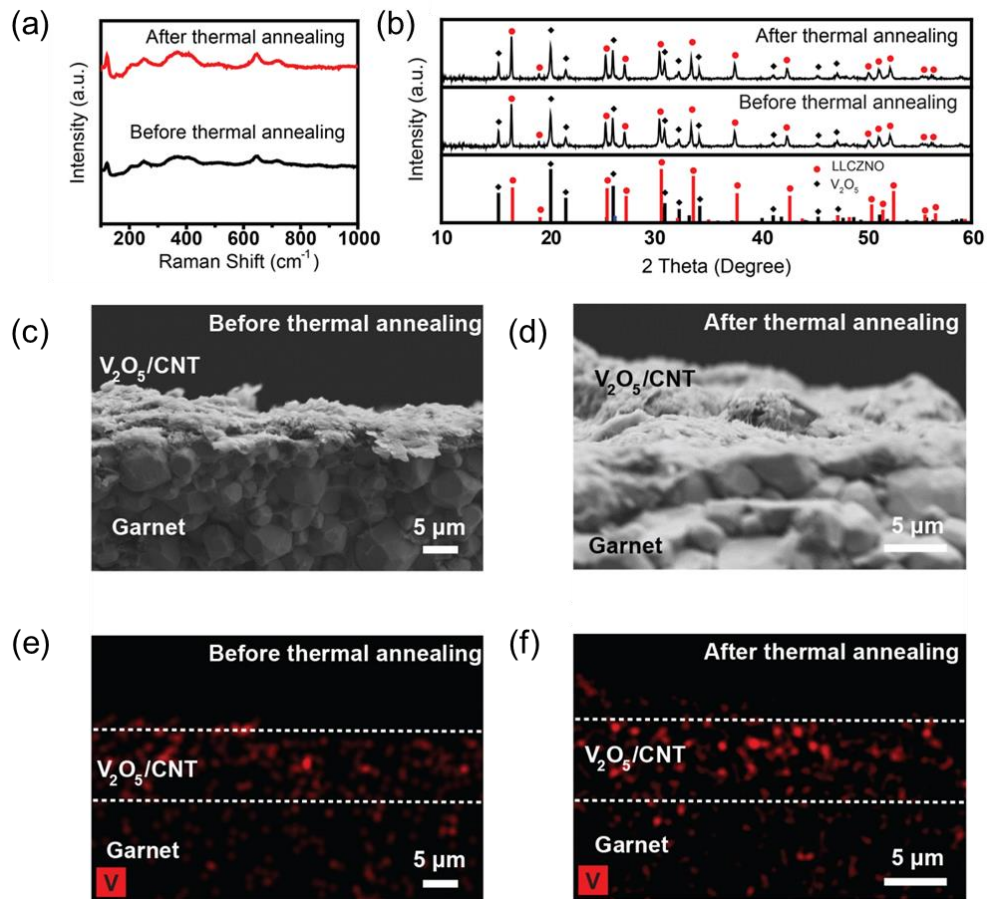 (a)
After thermal annealing
Before thermal annealing
Intensity (a.u.)
200 400 600 800 1000
Raman Shift (cm⁻¹)
(b)
After thermal annealing
Before thermal annealing
LLCZNO
V₂O₅
Intensity (a.u.)
10 20 30 40 50 60
2 Theta (Degree)
(c)
Before thermal annealing
V₂O₅/CNT
Garnet
5 µm
(d)
After thermal annealing
V₂O₅/CNT
Garnet
5 µm
(e)
Before thermal annealing
V₂O₅/CNT
Garnet
V
5 µm
(f)
After thermal annealing
V₂O₅/CNT
Garnet
V
5 µm